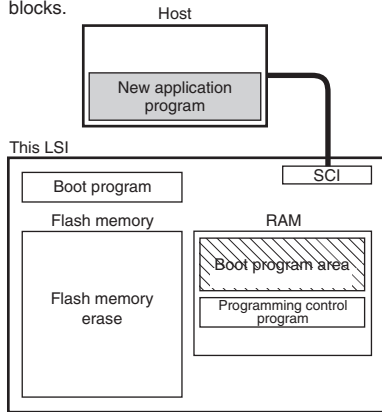 blocks.
Host
New application
program
This LSI
SCI
Boot program
Flash memory
RAM
Boot program area
Flash memory
erase
Programming control
program